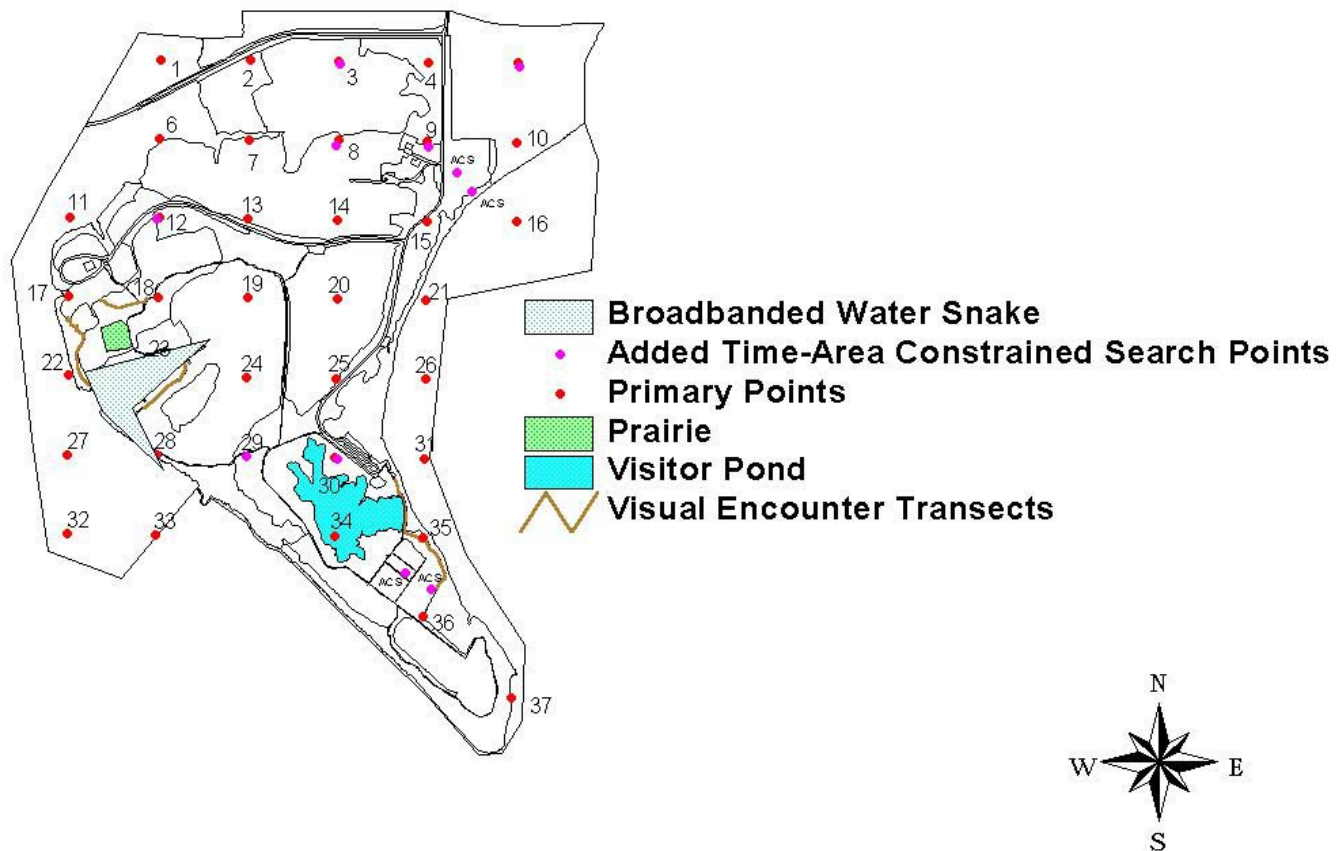 1
2
3
4
6
7
8
9
10
ACS
ACS
11
12
13
14
15
16
17
18
19
20
21
22
23
24
25
26
27
28
29
30
31
32
33
34
35
ACS
ACS
36
37
Broadbanded Water Snake
Added Time-Area Constrained Search Points
Primary Points
Prairie
Visitor Pond
Visual Encounter Transects
N
W
E
S